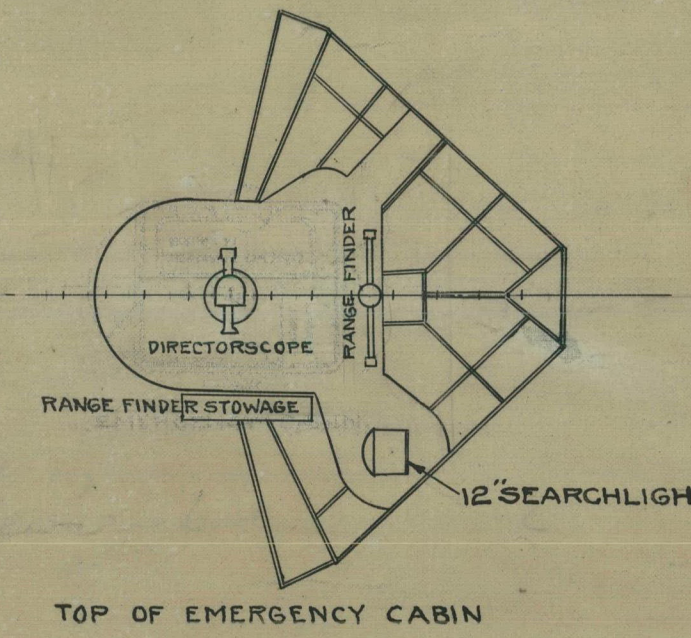 RANGE FINDER
DIRECTORSCOPE
RANGE FINDER STOWAGE
12" SEARCHLIGH
TOP OF EMERGENCY CABIN